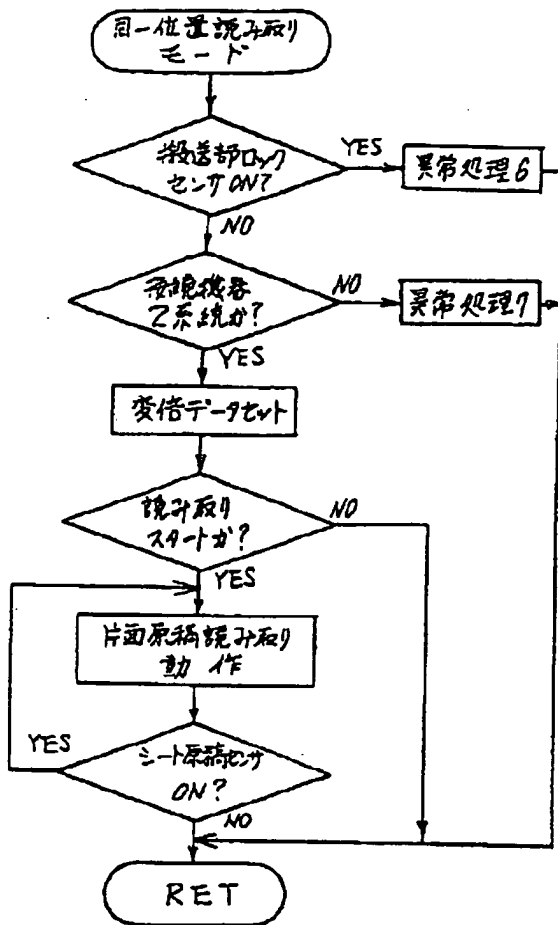 同一位置読み取り
モード
搬送部ロック
センサON?
YES
異常処理6
NO
接続機器
2系統か?
NO
異常処理7
YES
変倍データセット
読み取り
スタートか?
NO
YES
片面原稿読み取り
動作
YES
シート原稿センサ
ON?
NO
RET